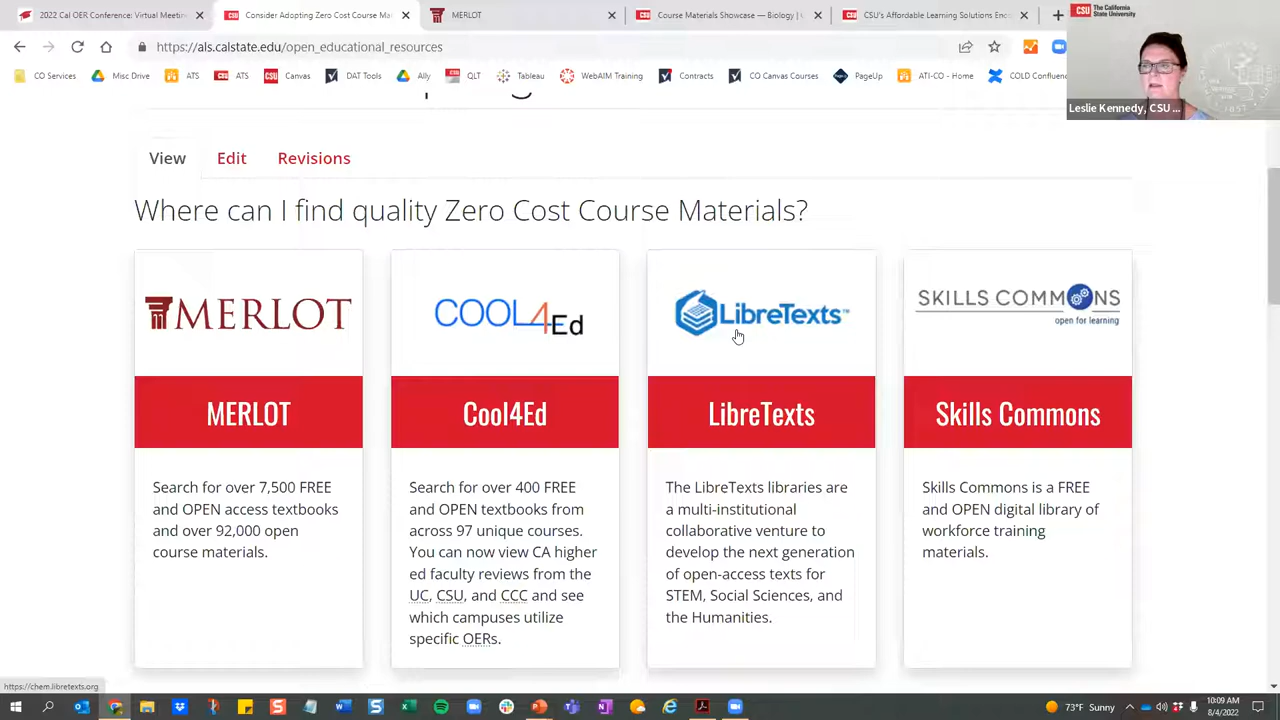 2022 CAL OER Conference Virtual Meetin
Consider Adopting Zero Cost Course Ma
MERLOT
Course Materials Showcase — Biology
CSU's Affordable Learning Solutions Enc
CSU The California
State University
https://als.calstate.edu/open_educational_resources
CO Services
Misc Drive
ATS
CSU ATS
Canvas
DAT Tools
Ally
QLT
Tableau
WebAIM Training
Contracts
CO Canvas Courses
PageUp
ATI-CO - Home
COLD Confluenc
Leslie Kennedy, CSU ...
View
Edit
Revisions
Where can I find quality Zero Cost Course Materials?
MERLOT
COOL4Ed
LibreTexts™
SKILLS COMMONS
open for learning
MERLOT
Cool4Ed
LibreTexts
Skills Commons
Search for over 7,500 FREE
and OPEN access textbooks
and over 92,000 open
course materials.
Search for over 400 FREE
and OPEN textbooks from
across 97 unique courses.
You can now view CA higher
ed faculty reviews from the
UC, CSU, and CCC and see
which campuses utilize
specific OERs.
The LibreTexts libraries are
a multi-institutional
collaborative venture to
develop the next generation
of open-access texts for
STEM, Social Sciences, and
the Humanities.
Skills Commons is a FREE
and OPEN digital library of
workforce training
materials.
https://chem.libretexts.org
73°F Sunny
10:09 AM
8/4/2022